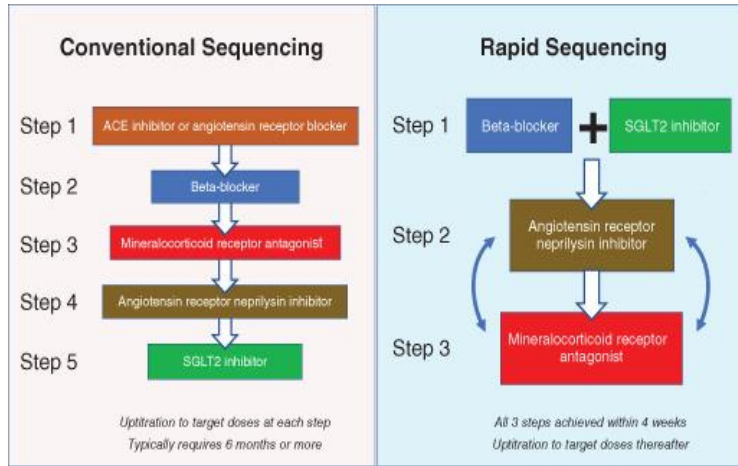 Conventional Sequencing
Step 1
ACE inhibitor or angiotensin receptor blocker
Step 2
Beta-blocker
Step 3
Mineralocorticoid receptor antagonist
Step 4
Angiotensin receptor neprilysin inhibitor
Step 5
SGLT2 inhibitor
Uptitration to target doses at each step
Typically requires 6 months or more
Rapid Sequencing
Step 1
Beta-blocker
+
SGLT2 inhibitor
Step 2
Angiotensin receptor
neprilysin inhibitor
Step 3
Mineralocorticoid receptor
antagonist
All 3 steps achieved within 4 weeks
Uptitration to target doses thereafter